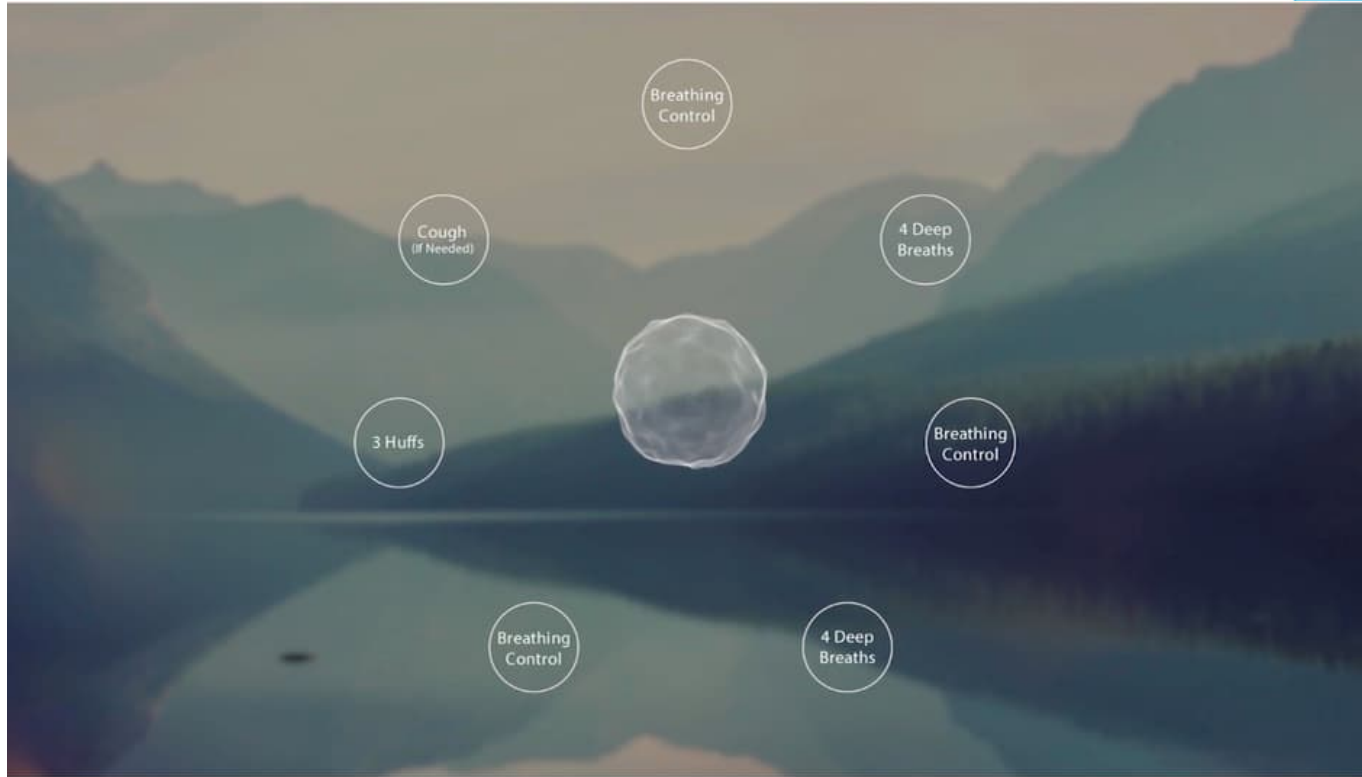 Breathing
Control
4 Deep
Breaths
Breathing
Control
4 Deep
Breaths
Breathing
Control
3 Huffs
Cough
(If Needed)